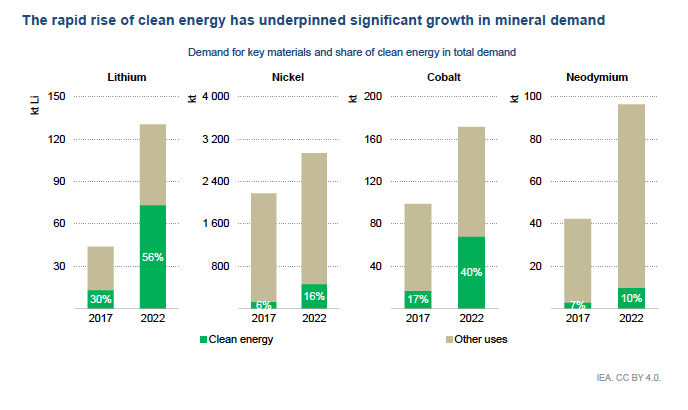 The rapid rise of clean energy has underpinned significant growth in mineral demand
Demand for key materials and share of clean energy in total demand
Lithium
kt Li
150
120
90
60
30
30%
56%
2017
2022
Nickel
kt
4 000
3 200
2 400
1 600
800
6%
16%
2017
2022
Cobalt
kt
200
160
120
80
40
17%
40%
2017
2022
Neodymium
kt
100
80
60
40
20
7%
10%
2017
2022
Clean energy
Other uses
IEA. CC BY 4.0.